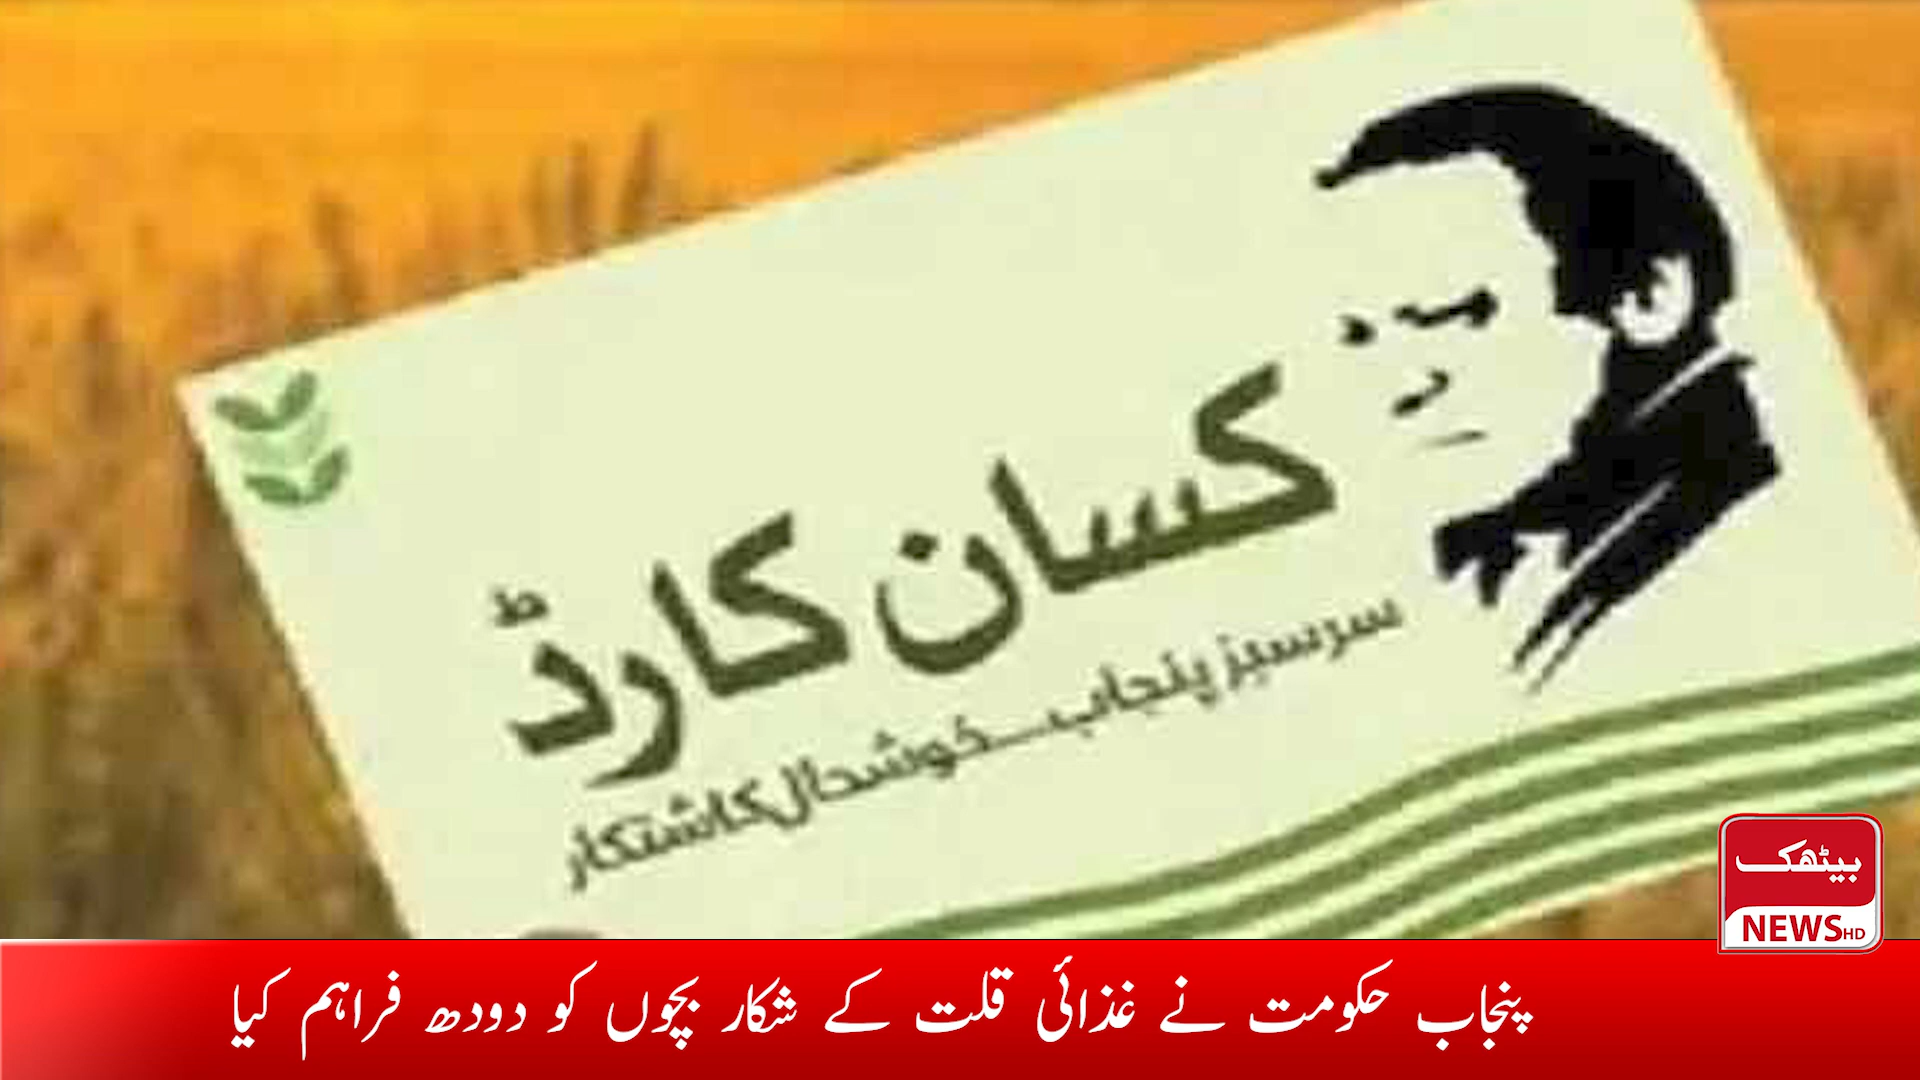 کسان کارڈ
سرسبز پنجاب۔۔۔خوشحال کاشتکار
بیٹھک
NEWS HD
پنجاب حکومت نے غذائی قلت کے شکار بچوں کو دودھ فراہم کیا